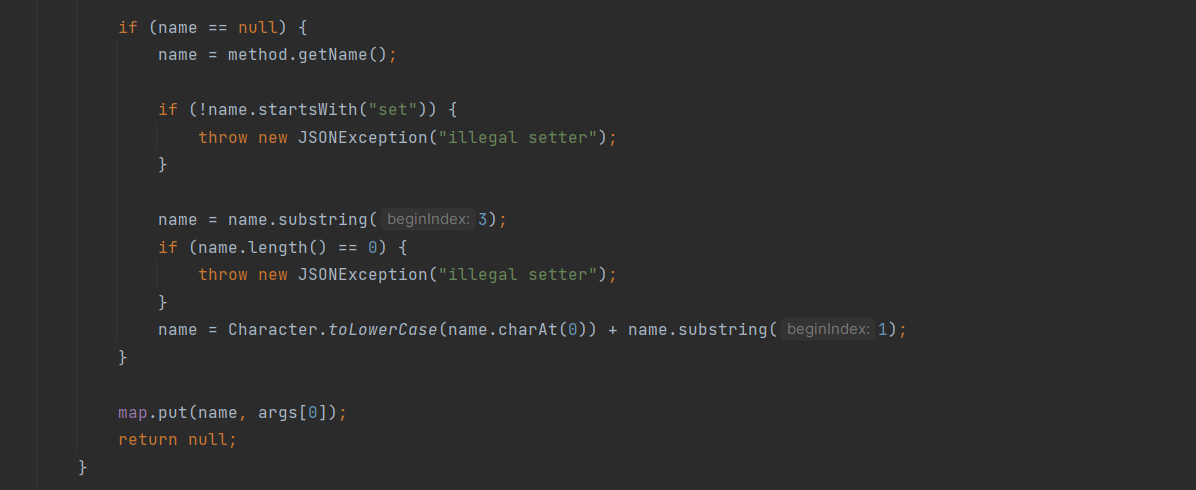 if (name == null) {
name = method.getName();
if (!name.startsWith("set")) {
throw new JSONException("illegal setter");
}
name = name.substring( beginIndex: 3);
if (name.length() == 0) {
throw new JSONException("illegal setter");
}
name = Character.toLowerCase(name.charAt(0)) + name.substring( beginIndex: 1);
}
map.put(name, args[0]);
return null;
}